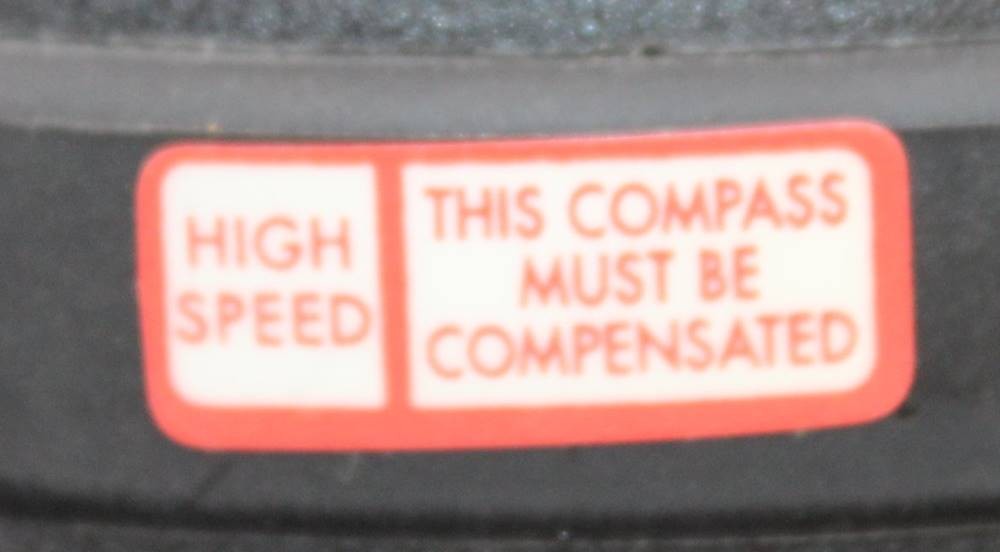 HIGH
SPEED
THIS COMPASS
MUST BE
COMPENSATED